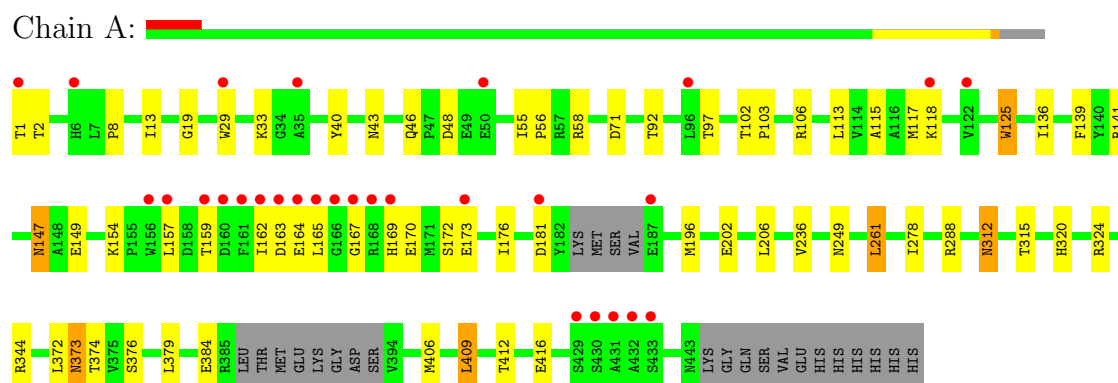 Chain A:
T1 T2 H6 L7 P8 I13 G19 W29 K33 G34 A35 Y40 N43 Q46 P47 D48 E49 E50 I55 P56 R57 R58 D71 T92 L96 T97 T102 P103 R106 L113 V114 A115 A116 M117 K118 V122 W125 I136 F139 Y140 R141
N147 A148 E149 K154 P155 W156 L157 D158 T159 D160 F161 I162 D163 E164 L165 G166 G167 R168 H169 E170 M171 S172 E173 I176 D181 Y182 LYS MET SER VAL E187 M196 E202 L206 V236 N249 L261 I278 R288 N312 T315 H320 R324
R344 L372 N373 T374 V375 S376 L379 E384 R385 LEU THR MET GLU LYS GLY ASP SER V394 M406 L409 T412 E416 S429 S430 A431 A432 S433 N443 LYS GLY GLN SER VAL GLU HIS HIS HIS HIS HIS HIS